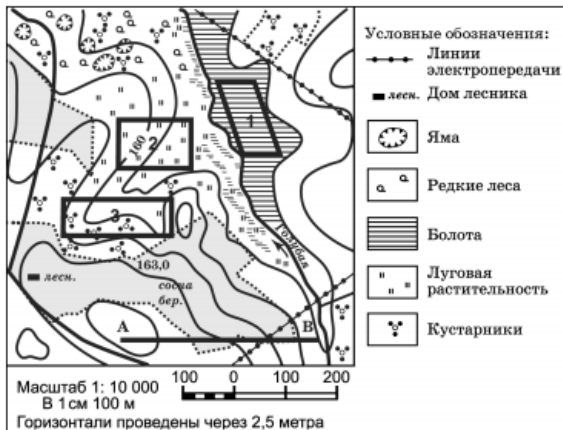 1
160
2
3
163,0
лесн.
сосна
бер.
Голубая
А
В
Масштаб 1: 10 000
В 1см 100 м
100 0 100 200
Горизонтали проведены через 2,5 метра
Условные обозначения:
Линии
электропередачи
лесн. Дом лесника
Яма
Редкие леса
Болота
Луговая
растительность
Кустарники